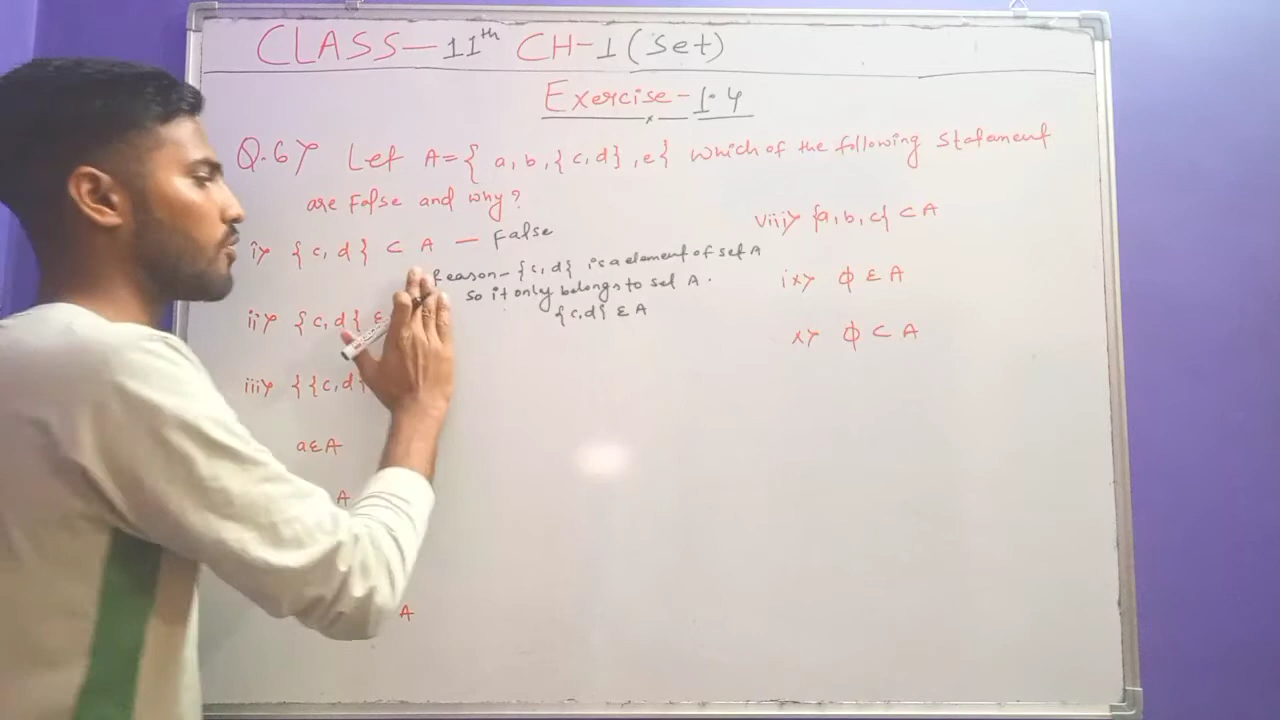 CLASS-11th CH-1 (Set)
Exercise-1.4
Q.6> Let A={ a,b,{c,d},e} which of the following statement
are False and why?
i> {c,d} ⊂ A — False
Reason-{c,d} is a element of set A
so it only belongs to set A.
{c,d} ε A
ii> {c,d} ε
iii> {{c,d}
aεA
A
A
viii> {a,b,c} ⊂ A
ix> ϕ ε A
x> ϕ ⊂ A